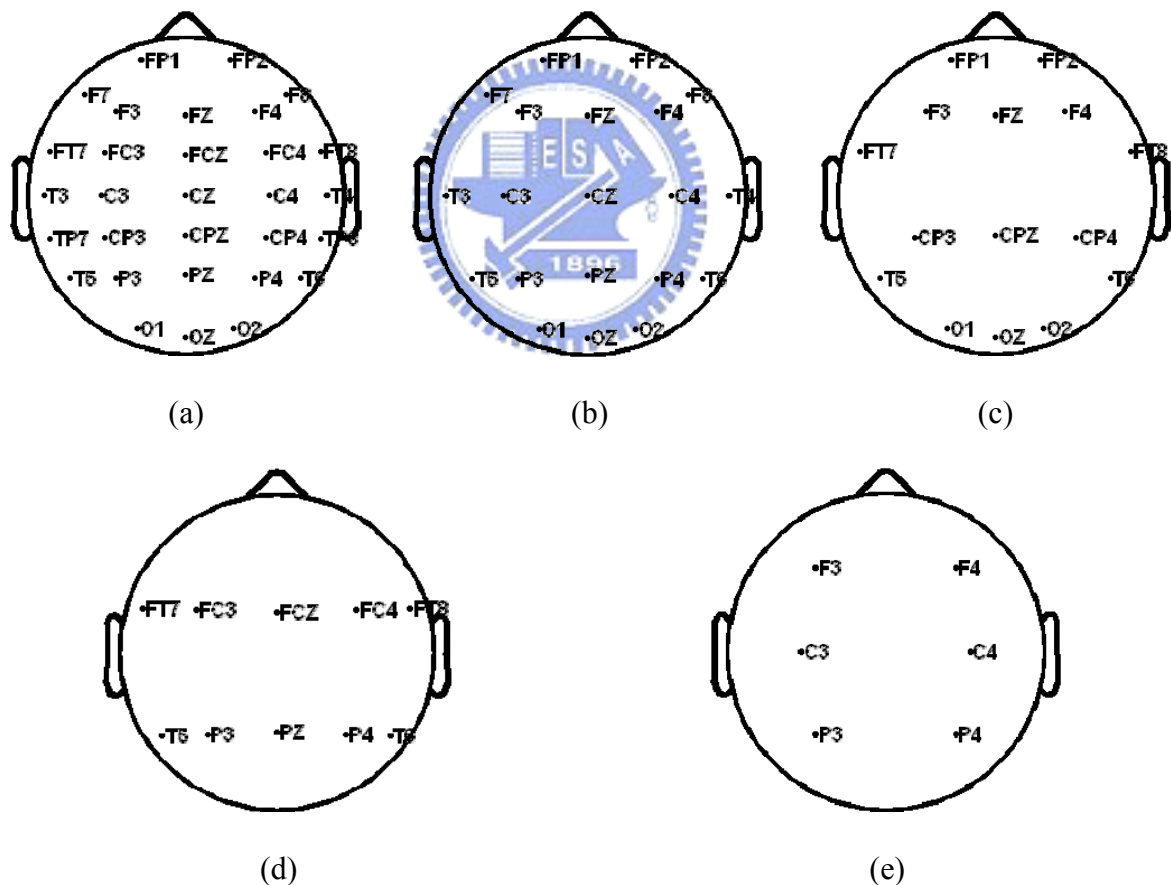 FP1 FP2 FP1 FP2 FP1 FP2
F7 F8 F7 F8
F3 FZ F4 F3 FZ F4 F3 FZ F4
FT7 FC3 FCZ FC4 FT8 E S A FT7 FT8
T3 C3 CZ C4 T4 T3 C3 CZ C4 T4
TP7 CP3 CPZ CP4 TP8 CP3 CPZ CP4
1896
T5 P3 PZ P4 T6 T5 P3 PZ P4 T6 T5 T6
O1 OZ O2 O1 OZ O2 O1 OZ O2
(a) (b) (c)
F3 F4
FT7 FC3 FCZ FC4 FT8
C3 C4
T5 P3 PZ P4 T6 P3 P4
(d) (e)